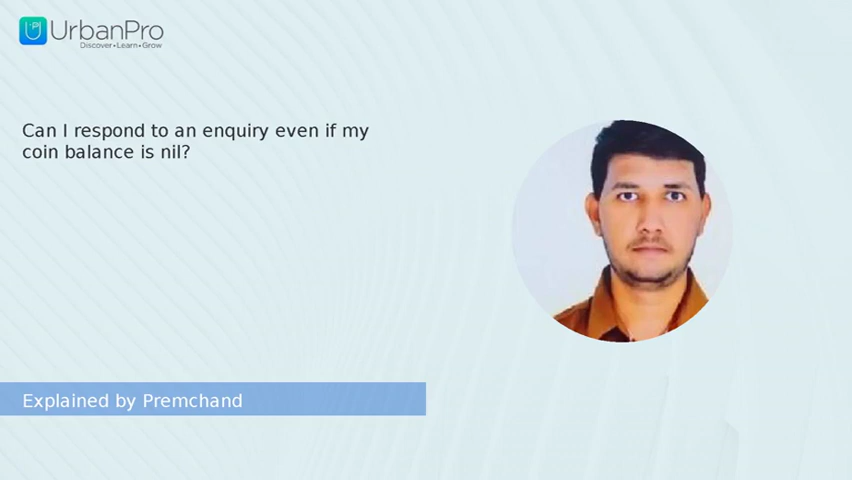 UrbanPro
Discover•Learn•Grow
Can I respond to an enquiry even if my
coin balance is nil?
Explained by Premchand